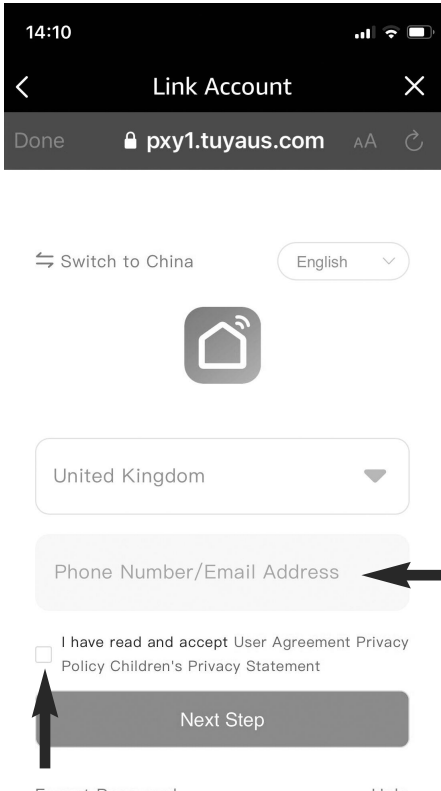 14:10
Link Account
Done pxy1.tuyaus.com AA
Switch to China English
United Kingdom
Phone Number/Email Address
I have read and accept User Agreement Privacy
Policy Children's Privacy Statement
Next Step